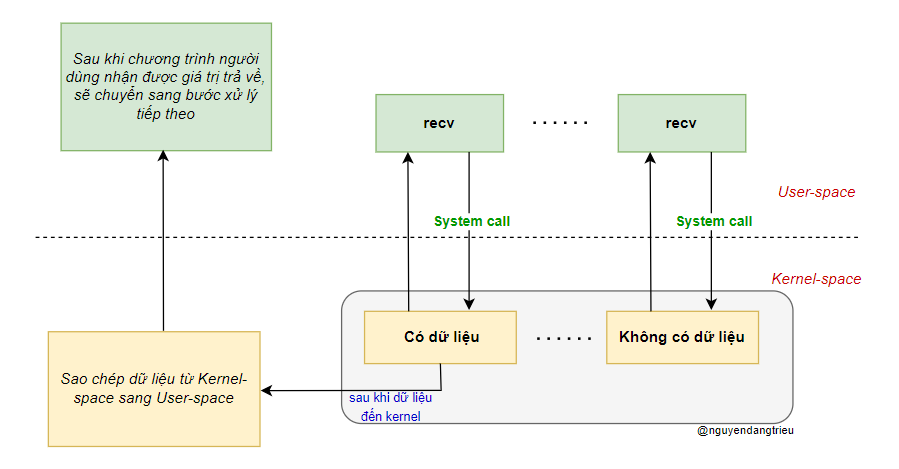 Sau khi chương trình người
dùng nhận được giá trị trả về,
sẽ chuyển sang bước xử lý
tiếp theo
recv
......
recv
User-space
System call
System call
Kernel-space
Có dữ liệu
......
Không có dữ liệu
Sao chép dữ liệu từ Kernel-
space sang User-space
sau khi dữ liệu
đến kernel
@nguyendangtrieu